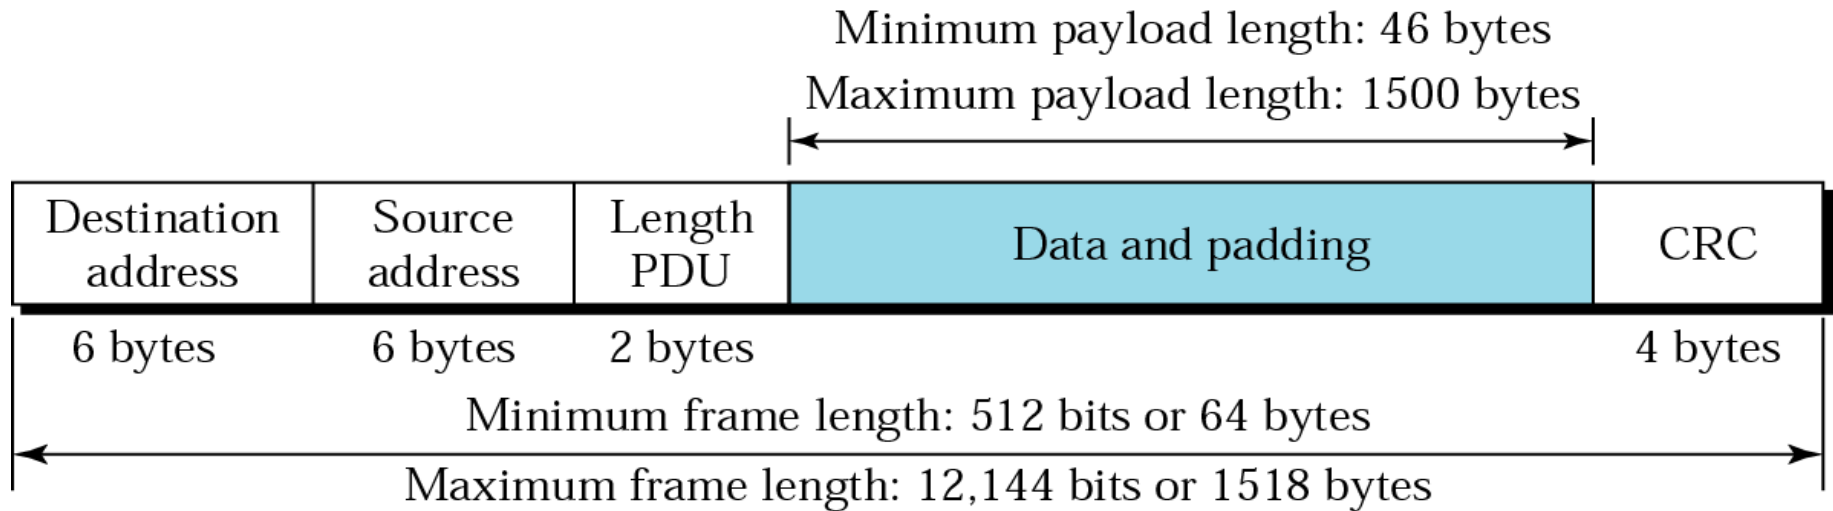 Minimum payload length: 46 bytes
Maximum payload length: 1500 bytes
Destination address
Source address
Length PDU
Data and padding
CRC
6 bytes
6 bytes
2 bytes
4 bytes
Minimum frame length: 512 bits or 64 bytes
Maximum frame length: 12,144 bits or 1518 bytes